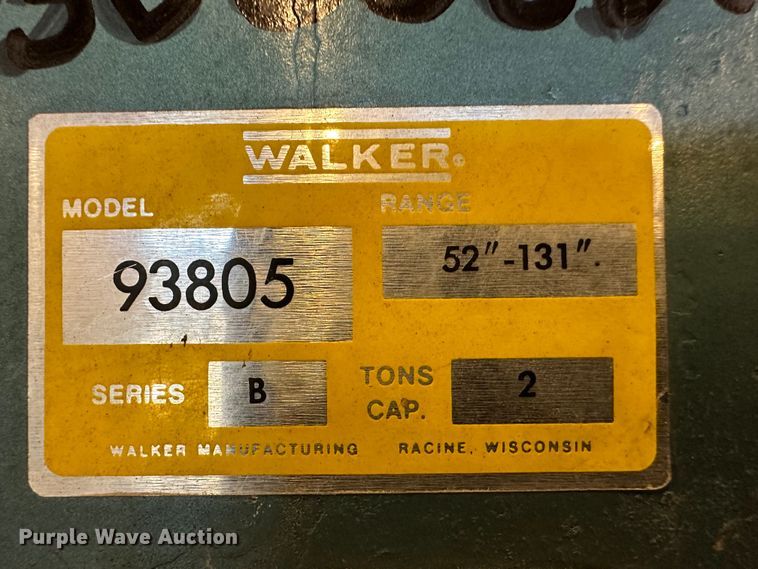 WALKER®
MODEL
RANGE
93805
52"-131".
SERIES B
TONS CAP. 2
WALKER MANUFACTURING RACINE, WISCONSIN
Purple Wave Auction